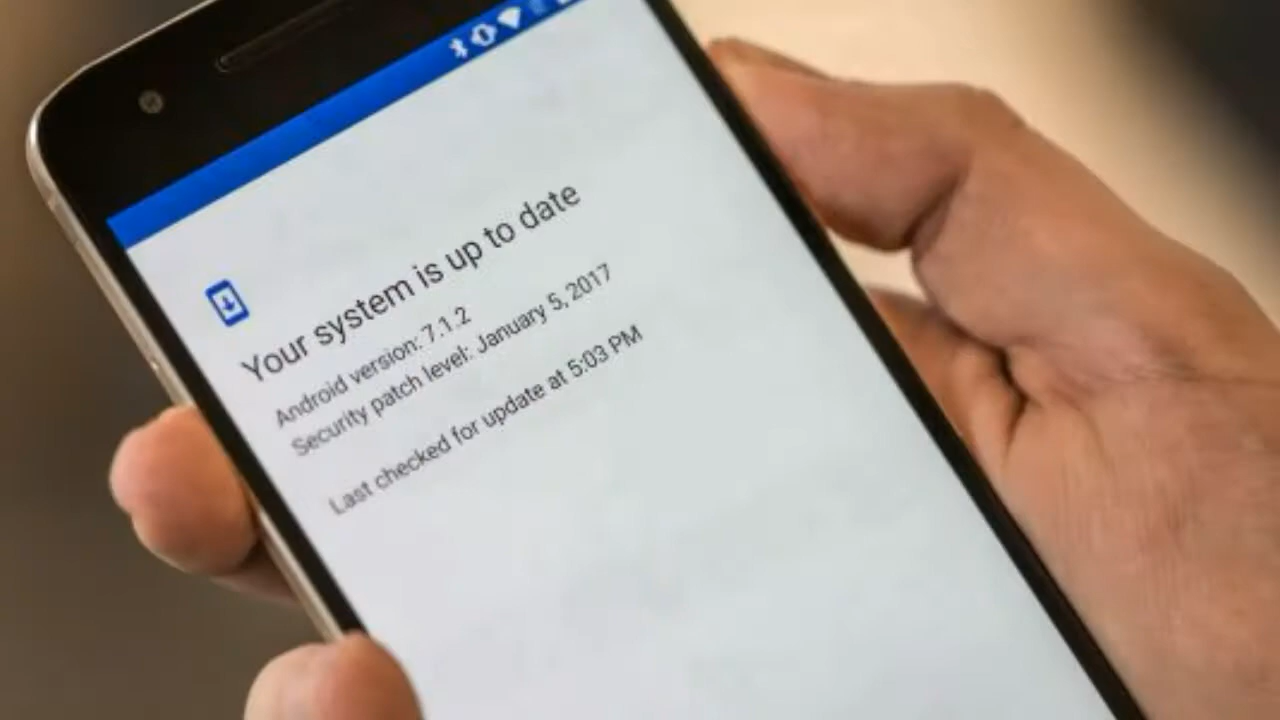 Your system is up to date
Android version: 7.1.2
Security patch level: January 5, 2017
Last checked for update at 5:03 PM